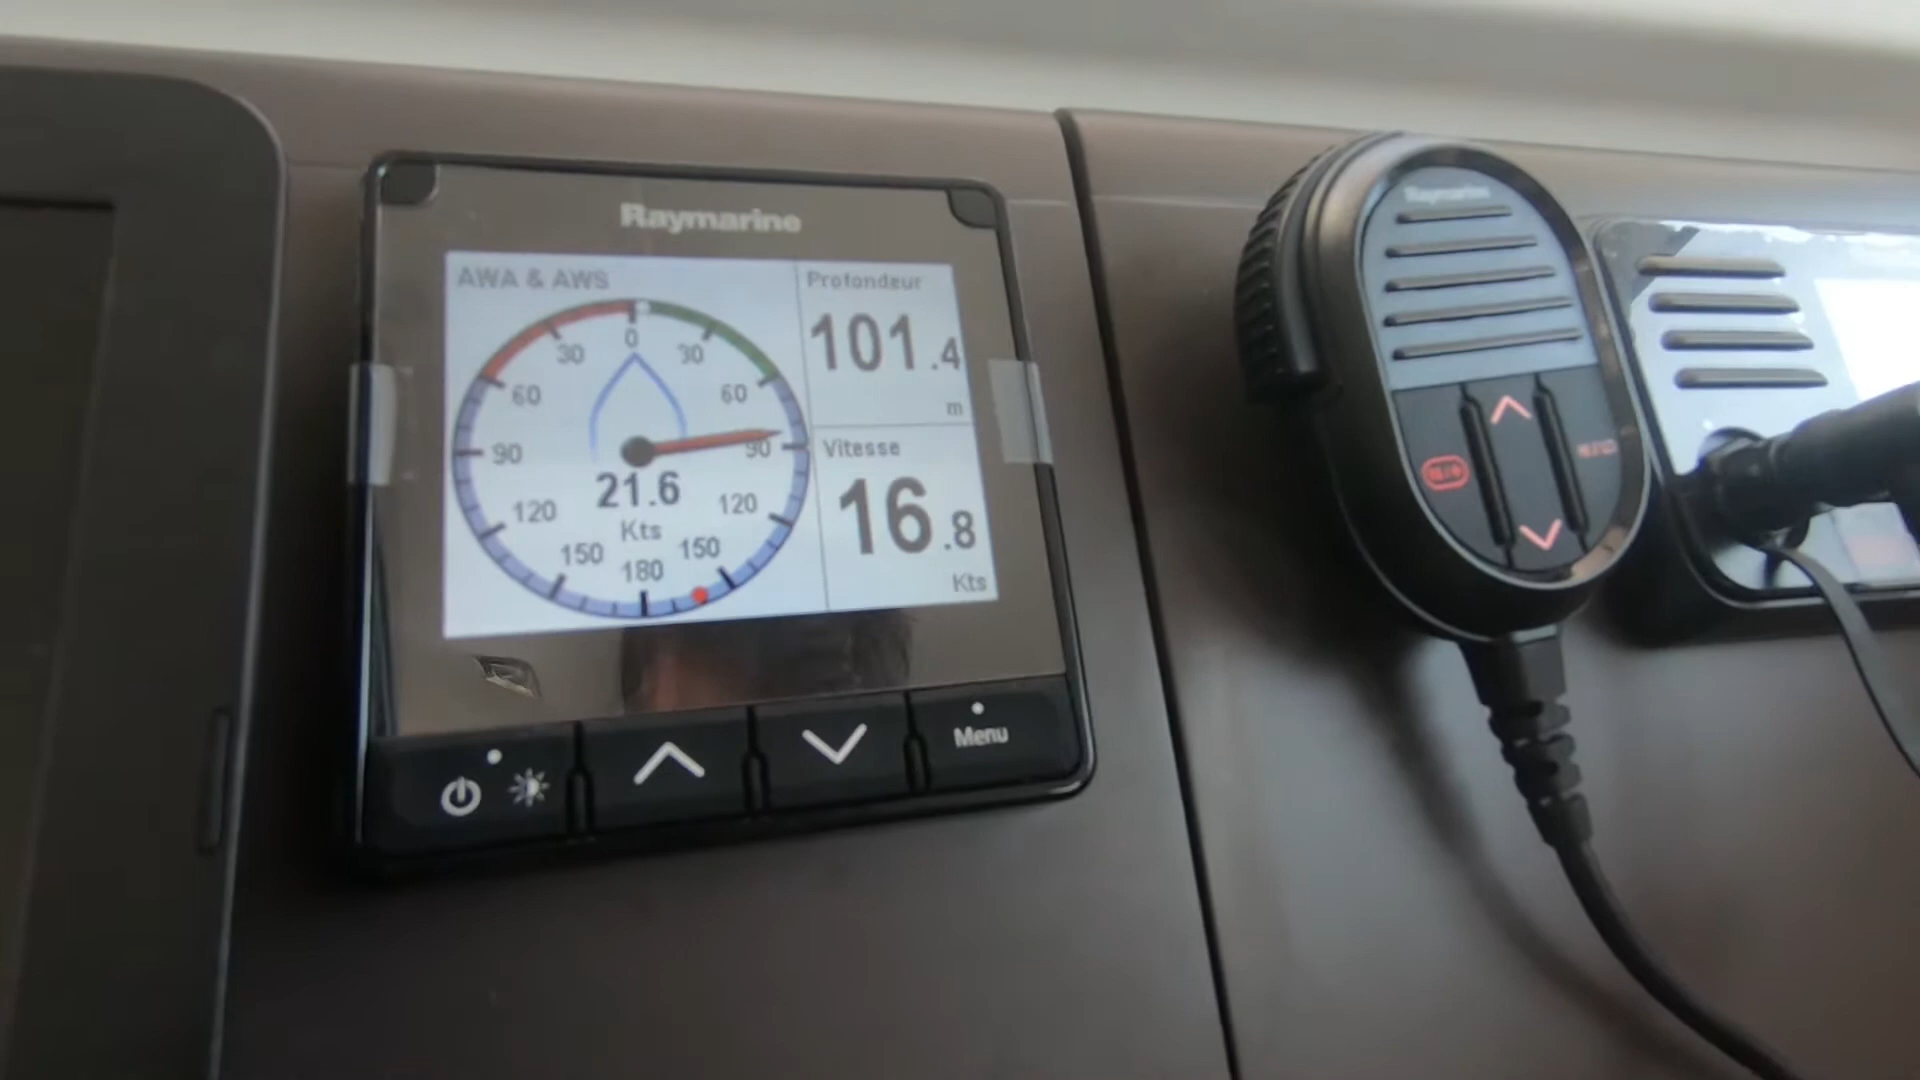 Raymarine
AWA & AWS
0
30
30
60
60
90
90
21.6
Kts
120
120
150
150
180
Profondeur
101.4
m
Vitesse
16.8
Kts
Menu
Raymarine